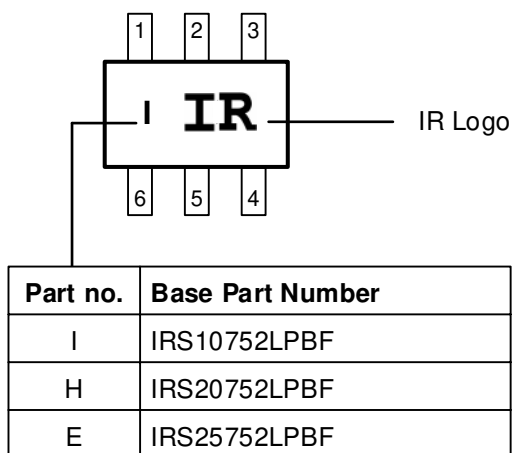 1 2 3
I IR IR Logo
6 5 4
Part no. Base Part Number
I IRS10752LPBF
H IRS20752LPBF
E IRS25752LPBF